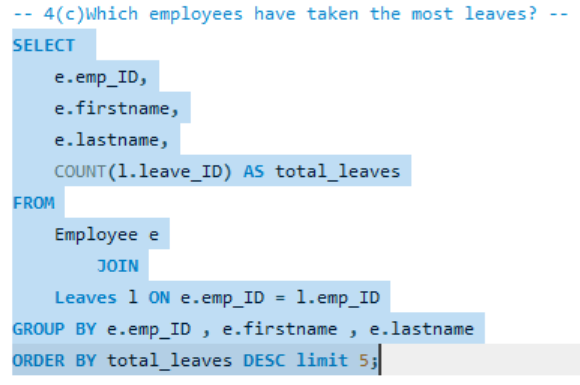 -- 4(c)Which employees have taken the most leaves? --
SELECT
    e.emp_ID,
    e.firstname,
    e.lastname,
    COUNT(l.leave_ID) AS total_leaves
FROM
    Employee e
        JOIN
    Leaves l ON e.emp_ID = l.emp_ID
GROUP BY e.emp_ID , e.firstname , e.lastname
ORDER BY total_leaves DESC limit 5;